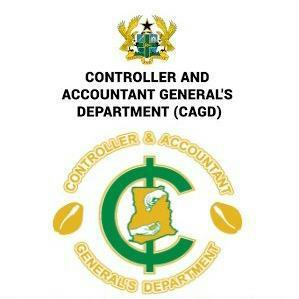 CONTROLLER AND
ACCOUNTANT GENERAL'S
DEPARTMENT (CAGD)
CONTROLLER & ACCOUNTANT
GENERAL'S DEPARTMENT